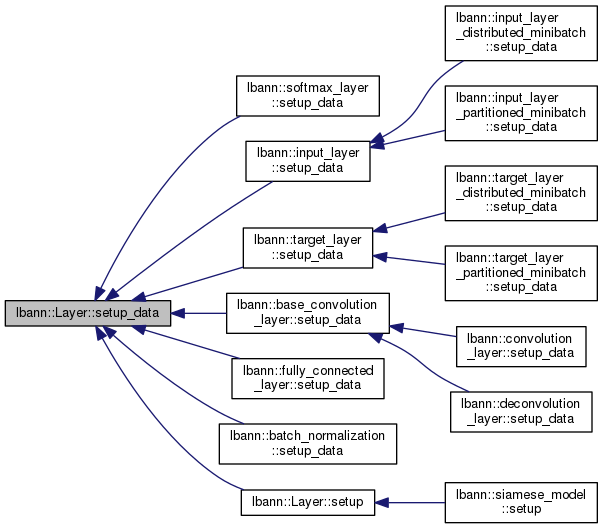 lbann::input_layer
_distributed_minibatch
::setup_data
lbann::softmax_layer
::setup_data
lbann::input_layer
_partitioned_minibatch
::setup_data
lbann::input_layer
::setup_data
lbann::target_layer
_distributed_minibatch
::setup_data
lbann::target_layer
::setup_data
lbann::target_layer
_partitioned_minibatch
::setup_data
lbann::Layer::setup_data
lbann::base_convolution
_layer::setup_data
lbann::convolution
_layer::setup_data
lbann::fully_connected
_layer::setup_data
lbann::deconvolution
_layer::setup_data
lbann::batch_normalization
::setup_data
lbann::Layer::setup
lbann::siamese_model
::setup